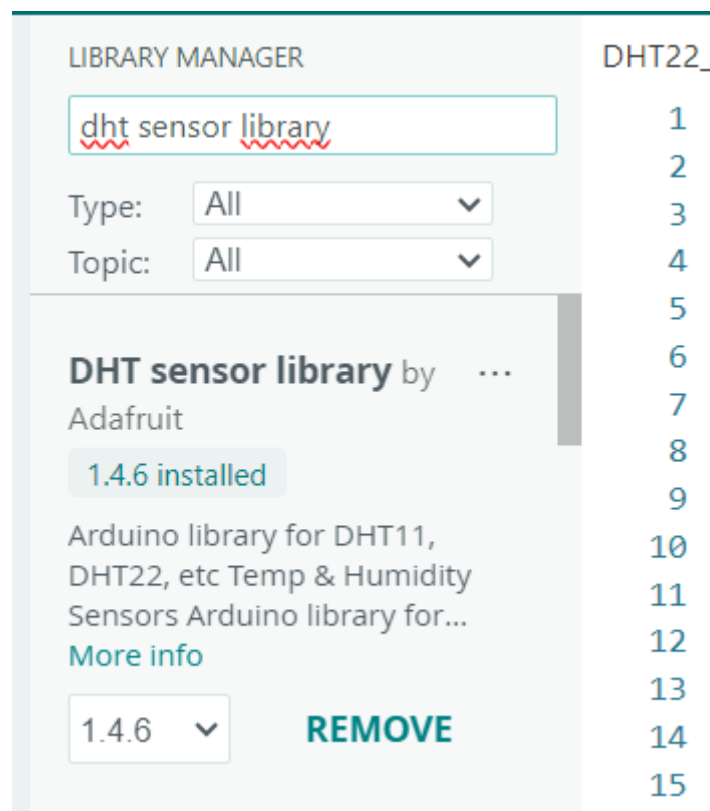 LIBRARY MANAGER
dht sensor library
Type: All
Topic: All
DHT sensor library by ...
Adafruit
1.4.6 installed
Arduino library for DHT11,
DHT22, etc Temp & Humidity
Sensors Arduino library for...
More info
1.4.6 REMOVE
DHT22_
1
2
3
4
5
6
7
8
9
10
11
12
13
14
15